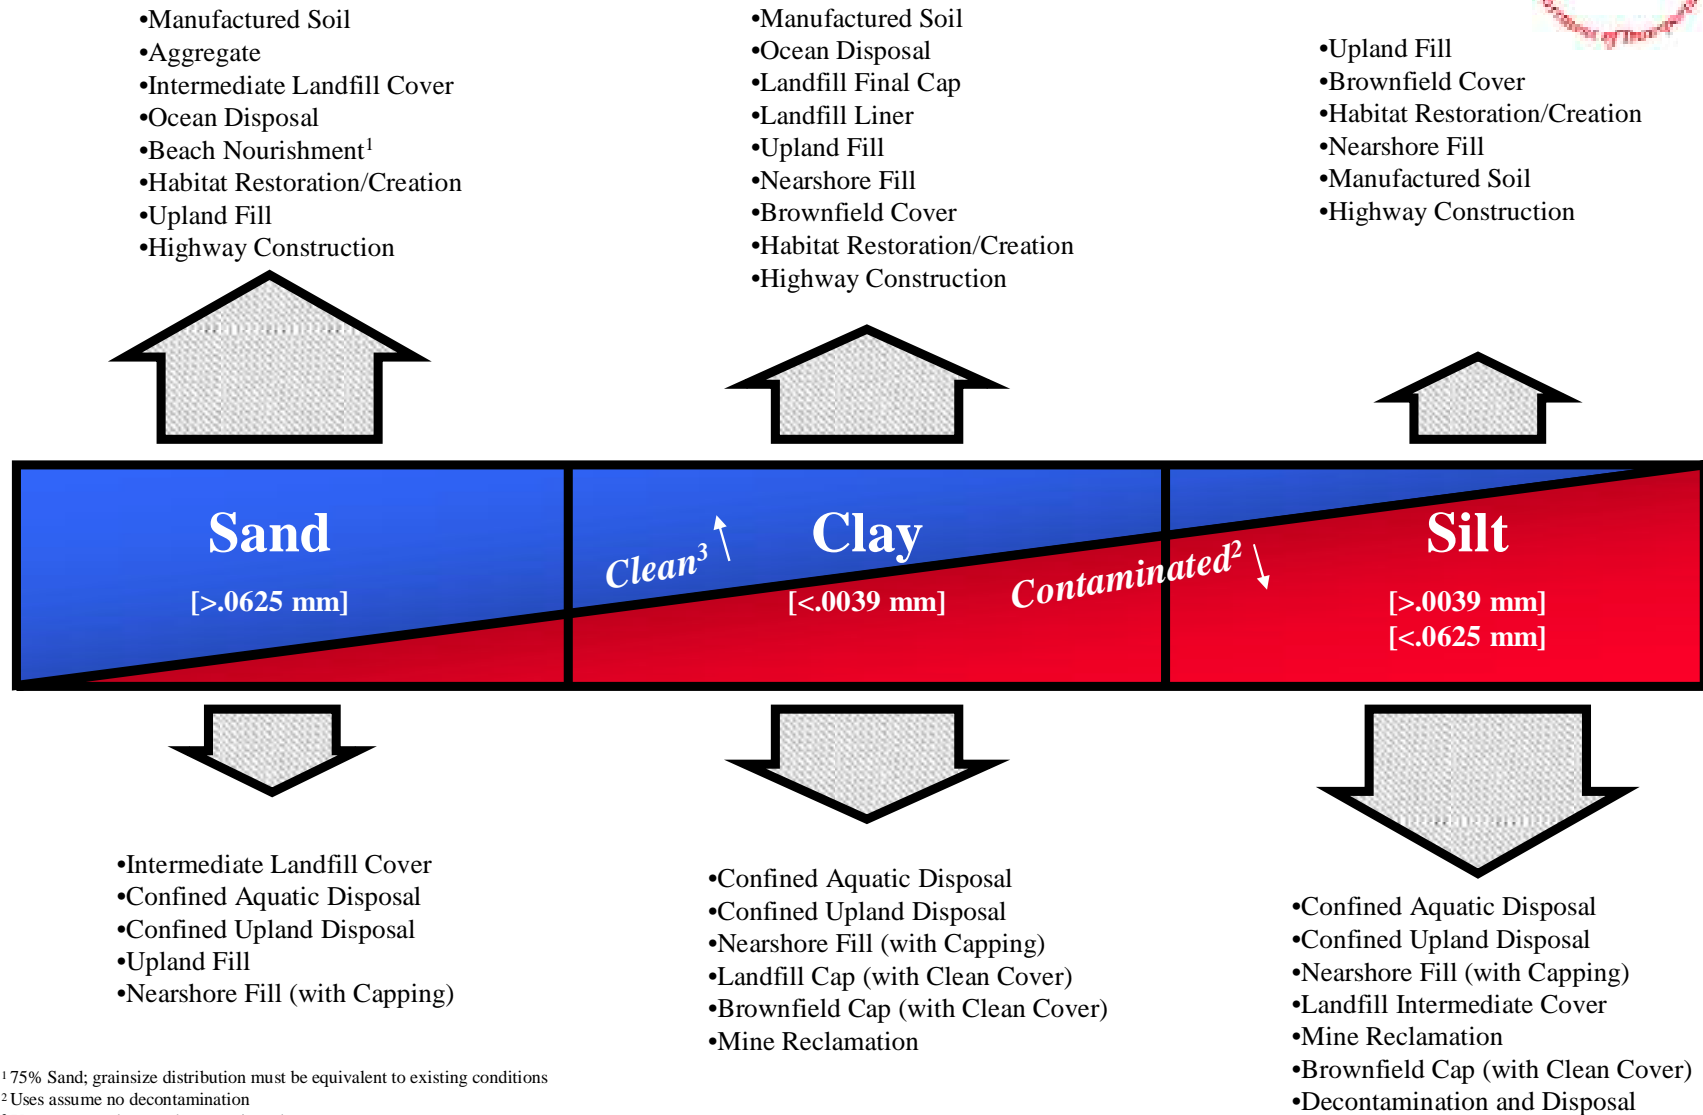 •Manufactured Soil
•Aggregate
•Intermediate Landfill Cover
•Ocean Disposal
•Beach Nourishment¹
•Habitat Restoration/Creation
•Upland Fill
•Highway Construction
•Manufactured Soil
•Ocean Disposal
•Landfill Final Cap
•Landfill Liner
•Upland Fill
•Nearshore Fill
•Brownfield Cover
•Habitat Restoration/Creation
•Highway Construction
•Upland Fill
•Brownfield Cover
•Habitat Restoration/Creation
•Nearshore Fill
•Manufactured Soil
•Highway Construction
Sand
[>.0625 mm]
Clean³
Clay
[<.0039 mm]
Contaminated²
Silt
[>.0039 mm]
[<.0625 mm]
•Intermediate Landfill Cover
•Confined Aquatic Disposal
•Confined Upland Disposal
•Upland Fill
•Nearshore Fill (with Capping)
•Confined Aquatic Disposal
•Confined Upland Disposal
•Nearshore Fill (with Capping)
•Landfill Cap (with Clean Cover)
•Brownfield Cap (with Clean Cover)
•Mine Reclamation
•Confined Aquatic Disposal
•Confined Upland Disposal
•Nearshore Fill (with Capping)
•Landfill Intermediate Cover
•Mine Reclamation
•Brownfield Cap (with Clean Cover)
•Decontamination and Disposal
¹ 75% Sand; grainsize distribution must be equivalent to existing conditions
² Uses assume no decontamination